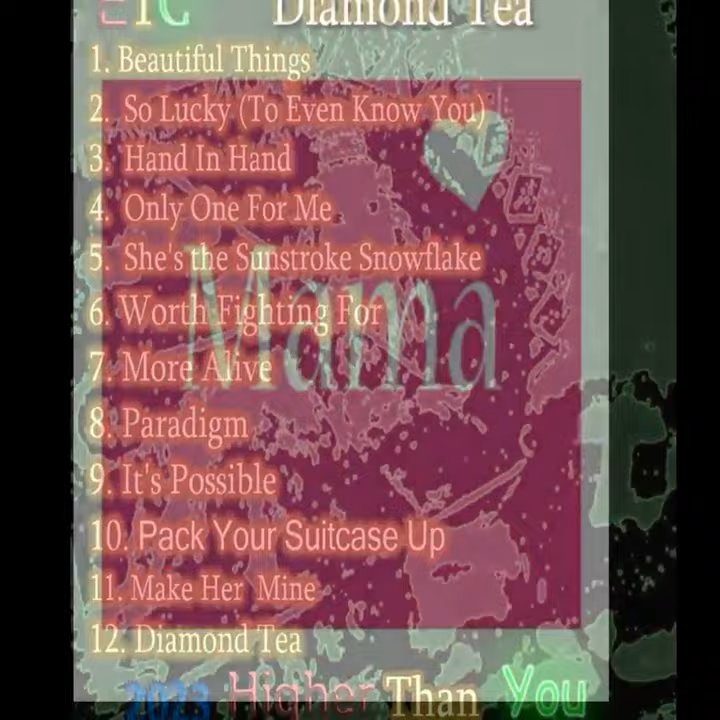 ETC Diamond Tea
1. Beautiful Things
2. So Lucky (To Even Know You)
3. Hand In Hand
4. Only One For Me
5. She's the Sunstroke Snowflake
Mama
6. Worth Fighting For
7. More Alive
8. Paradigm
9. It's Possible
10. Pack Your Suitcase Up
11. Make Her Mine
12. Diamond Tea
2023 Higher Than You